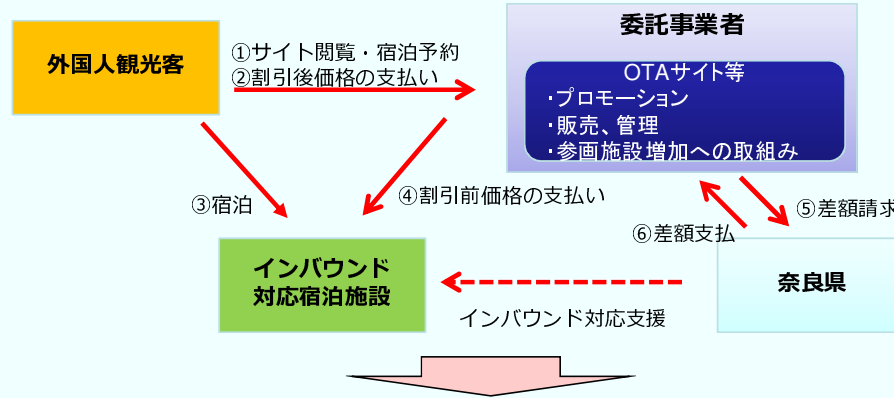 委託事業者
外国人観光客
①サイト閲覧・宿泊予約
②割引後価格の支払い
OTAサイト等
・プロモーション
・販売、管理
・参画施設増加への取組み
③宿泊
④割引前価格の支払い
⑤差額請求
⑥差額支払
インバウンド
対応宿泊施設
奈良県
インバウンド対応支援